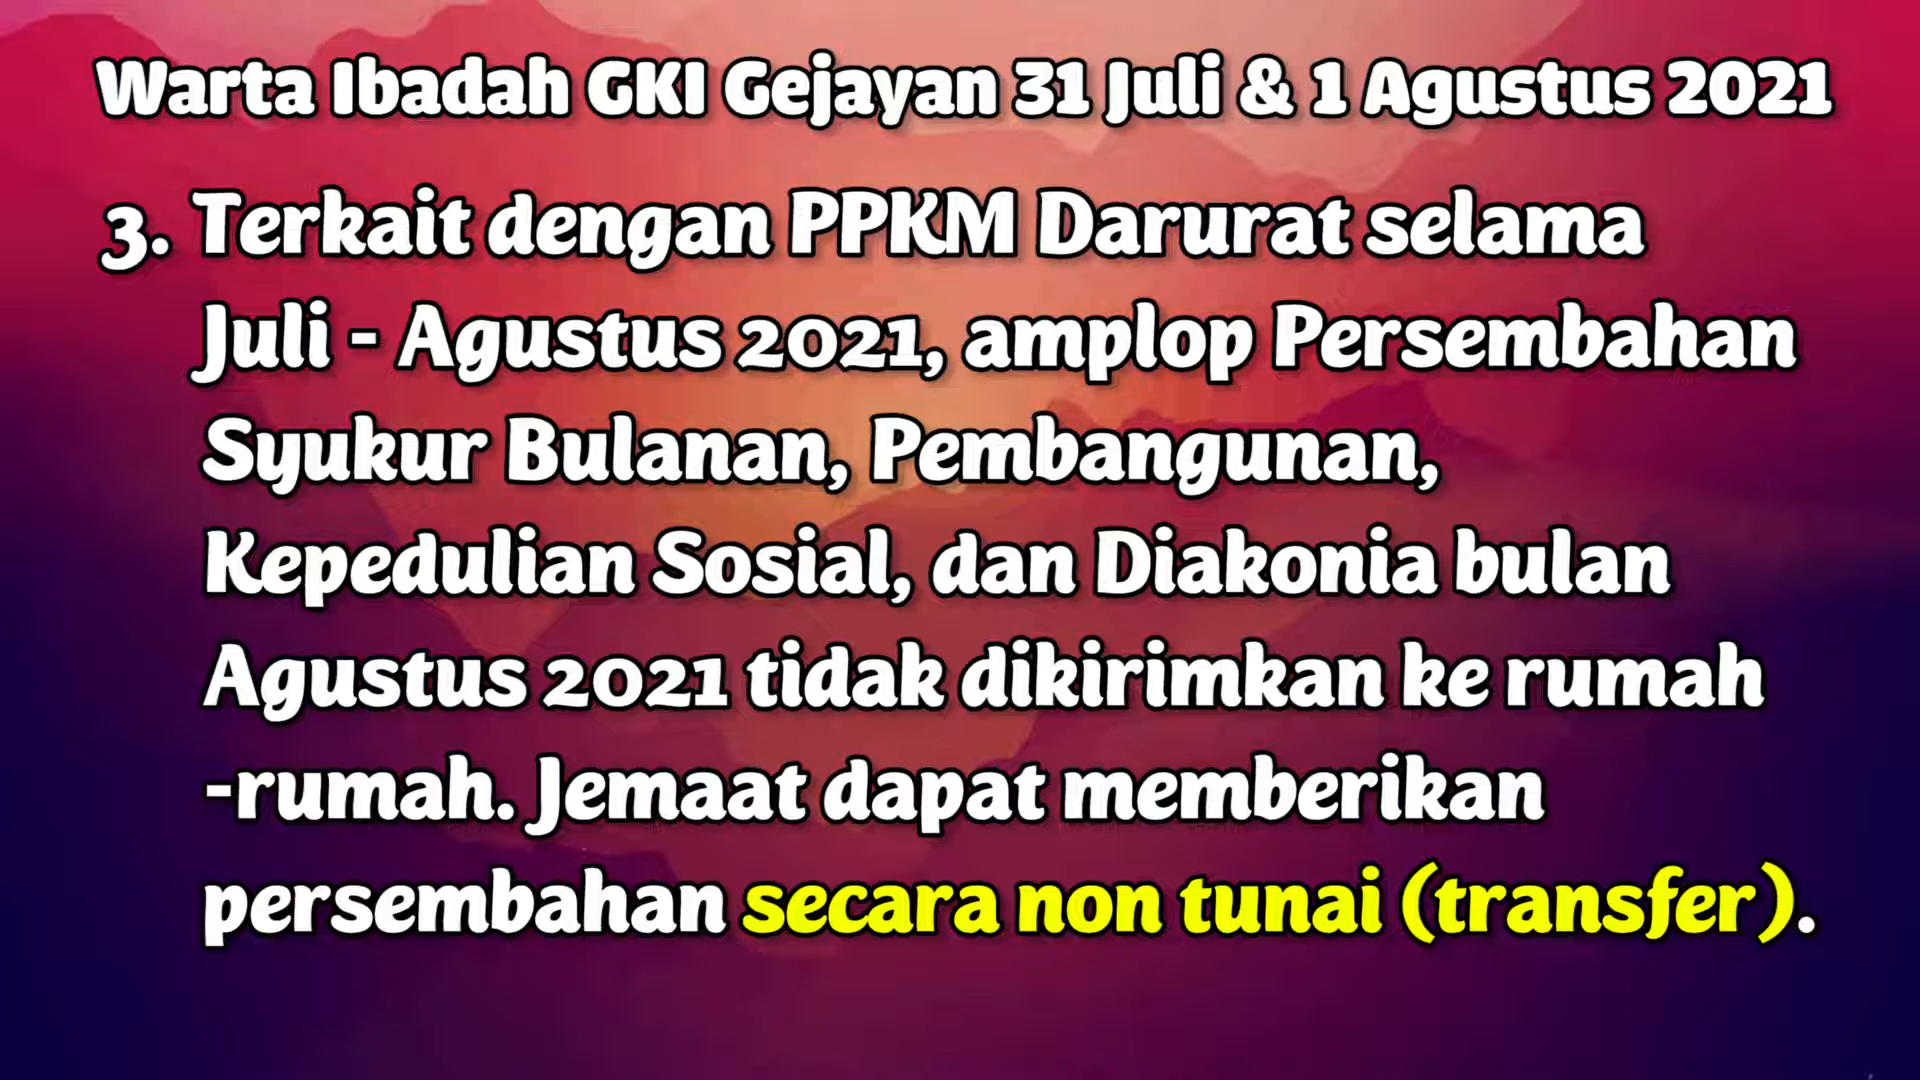 Warta Ibadah GKI Gejayan 31 Juli & 1 Agustus 2021
3. Terkait dengan PPKM Darurat selama
Juli - Agustus 2021, amplop Persembahan
Syukur Bulanan, Pembangunan,
Kepedulian Sosial, dan Diakonia bulan
Agustus 2021 tidak dikirimkan ke rumah
-rumah. Jemaat dapat memberikan
persembahan secara non tunai (transfer).